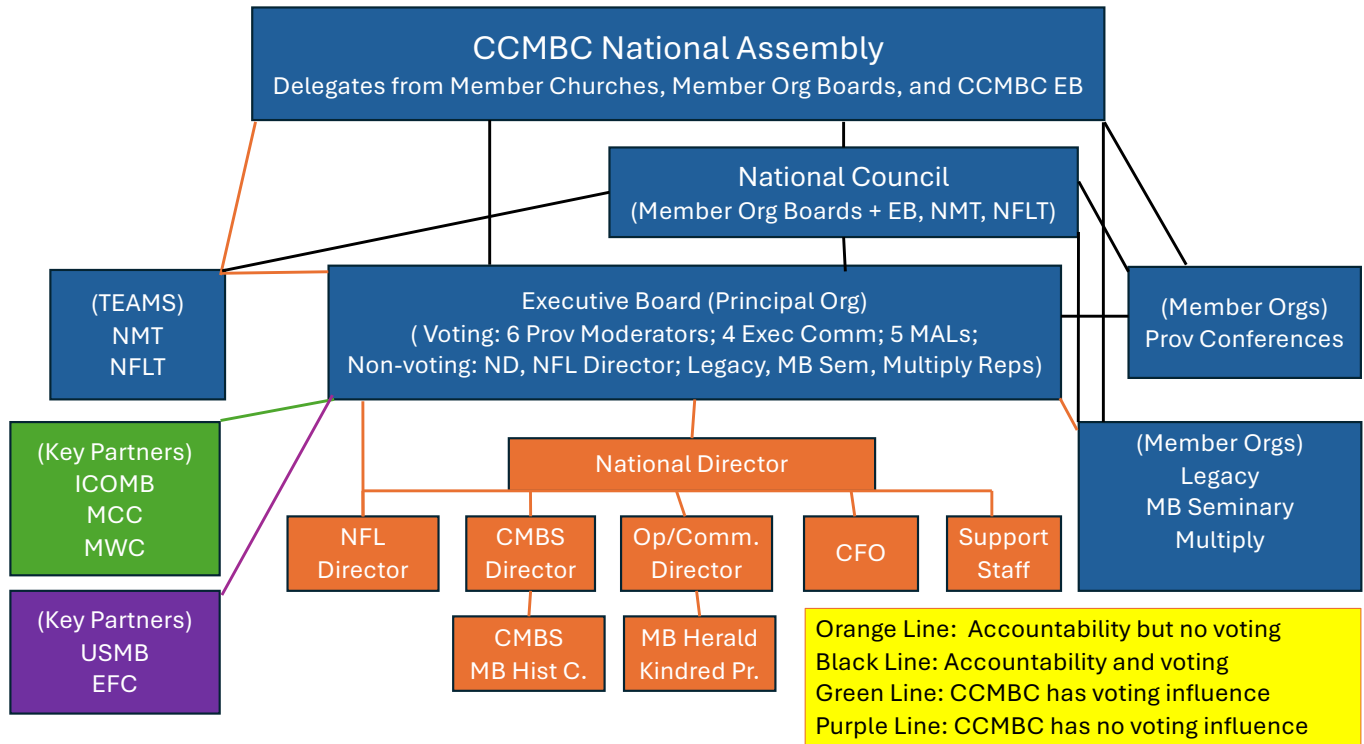 CCMBC National Assembly
Delegates from Member Churches, Member Org Boards, and CCMBC EB
National Council
(Member Org Boards + EB, NMT, NFLT)
(TEAMS)
NMT
NFLT
Executive Board (Principal Org)
( Voting: 6 Prov Moderators; 4 Exec Comm; 5 MALs;
Non-voting: ND, NFL Director; Legacy, MB Sem, Multiply Reps)
(Member Orgs)
Prov Conferences
(Key Partners)
ICOMB
MCC
MWC
National Director
(Member Orgs)
Legacy
MB Seminary
Multiply
NFL
Director
CMBS
Director
Op/Comm.
Director
CFO
Support
Staff
(Key Partners)
USMB
EFC
CMBS
MB Hist C.
MB Herald
Kindred Pr.
Orange Line:  Accountability but no voting
Black Line: Accountability and voting
Green Line: CCMBC has voting influence
Purple Line: CCMBC has no voting influence